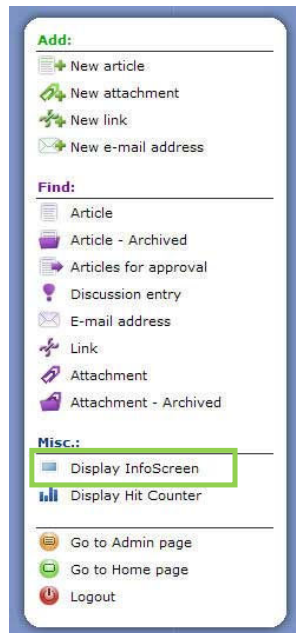 Add:
New article
New attachment
New link
New e-mail address
Find:
Article
Article - Archived
Articles for approval
Discussion entry
E-mail address
Link
Attachment
Attachment - Archived
Misc.:
Display InfoScreen
Display Hit Counter
Go to Admin page
Go to Home page
Logout